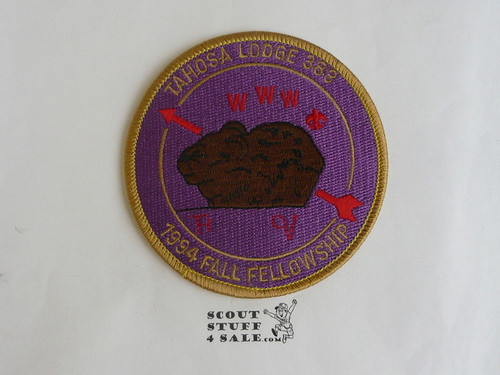 TAHOSA LODGE 383
WWW
1994 FALL FELLOWSHIP
SCOUT
STUFF
4 SALE.com